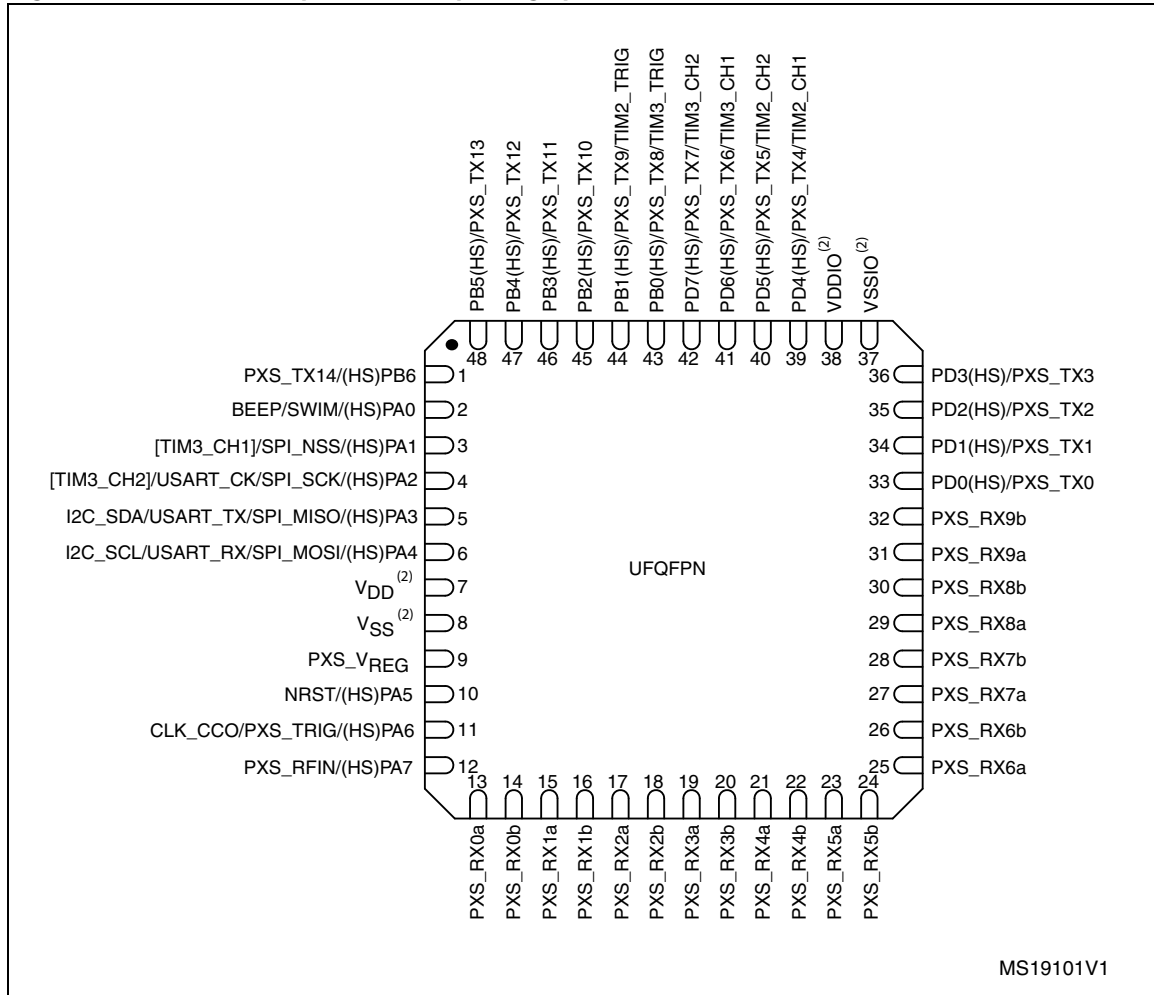 PB5(HS)/PXS_TX13
PB4(HS)/PXS_TX12
PB3(HS)/PXS_TX11
PB2(HS)/PXS_TX10
PB1(HS)/PXS_TX9/TIM2_TRIG
PB0(HS)/PXS_TX8/TIM3_TRIG
PD7(HS)/PXS_TX7/TIM3_CH2
PD6(HS)/PXS_TX6/TIM3_CH1
PD5(HS)/PXS_TX5/TIM2_CH2
PD4(HS)/PXS_TX4/TIM2_CH1
VDDIO(2)
VSSIO(2)
48 47 46 45 44 43 42 41 40 39 38 37
PXS_TX14/(HS)PB6 1
BEEP/SWIM/(HS)PA0 2
[TIM3_CH1]/SPI_NSS/(HS)PA1 3
[TIM3_CH2]/USART_CK/SPI_SCK/(HS)PA2 4
I2C_SDA/USART_TX/SPI_MISO/(HS)PA3 5
I2C_SCL/USART_RX/SPI_MOSI/(HS)PA4 6
VDD(2) 7
VSS(2) 8
PXS_VREG 9
NRST/(HS)PA5 10
CLK_CCO/PXS_TRIG/(HS)PA6 11
PXS_RFIN/(HS)PA7 12
UFQFPN
36 PD3(HS)/PXS_TX3
35 PD2(HS)/PXS_TX2
34 PD1(HS)/PXS_TX1
33 PD0(HS)/PXS_TX0
32 PXS_RX9b
31 PXS_RX9a
30 PXS_RX8b
29 PXS_RX8a
28 PXS_RX7b
27 PXS_RX7a
26 PXS_RX6b
25 PXS_RX6a
13 14 15 16 17 18 19 20 21 22 23 24
PXS_RX0a
PXS_RX0b
PXS_RX1a
PXS_RX1b
PXS_RX2a
PXS_RX2b
PXS_RX3a
PXS_RX3b
PXS_RX4a
PXS_RX4b
PXS_RX5a
PXS_RX5b
MS19101V1